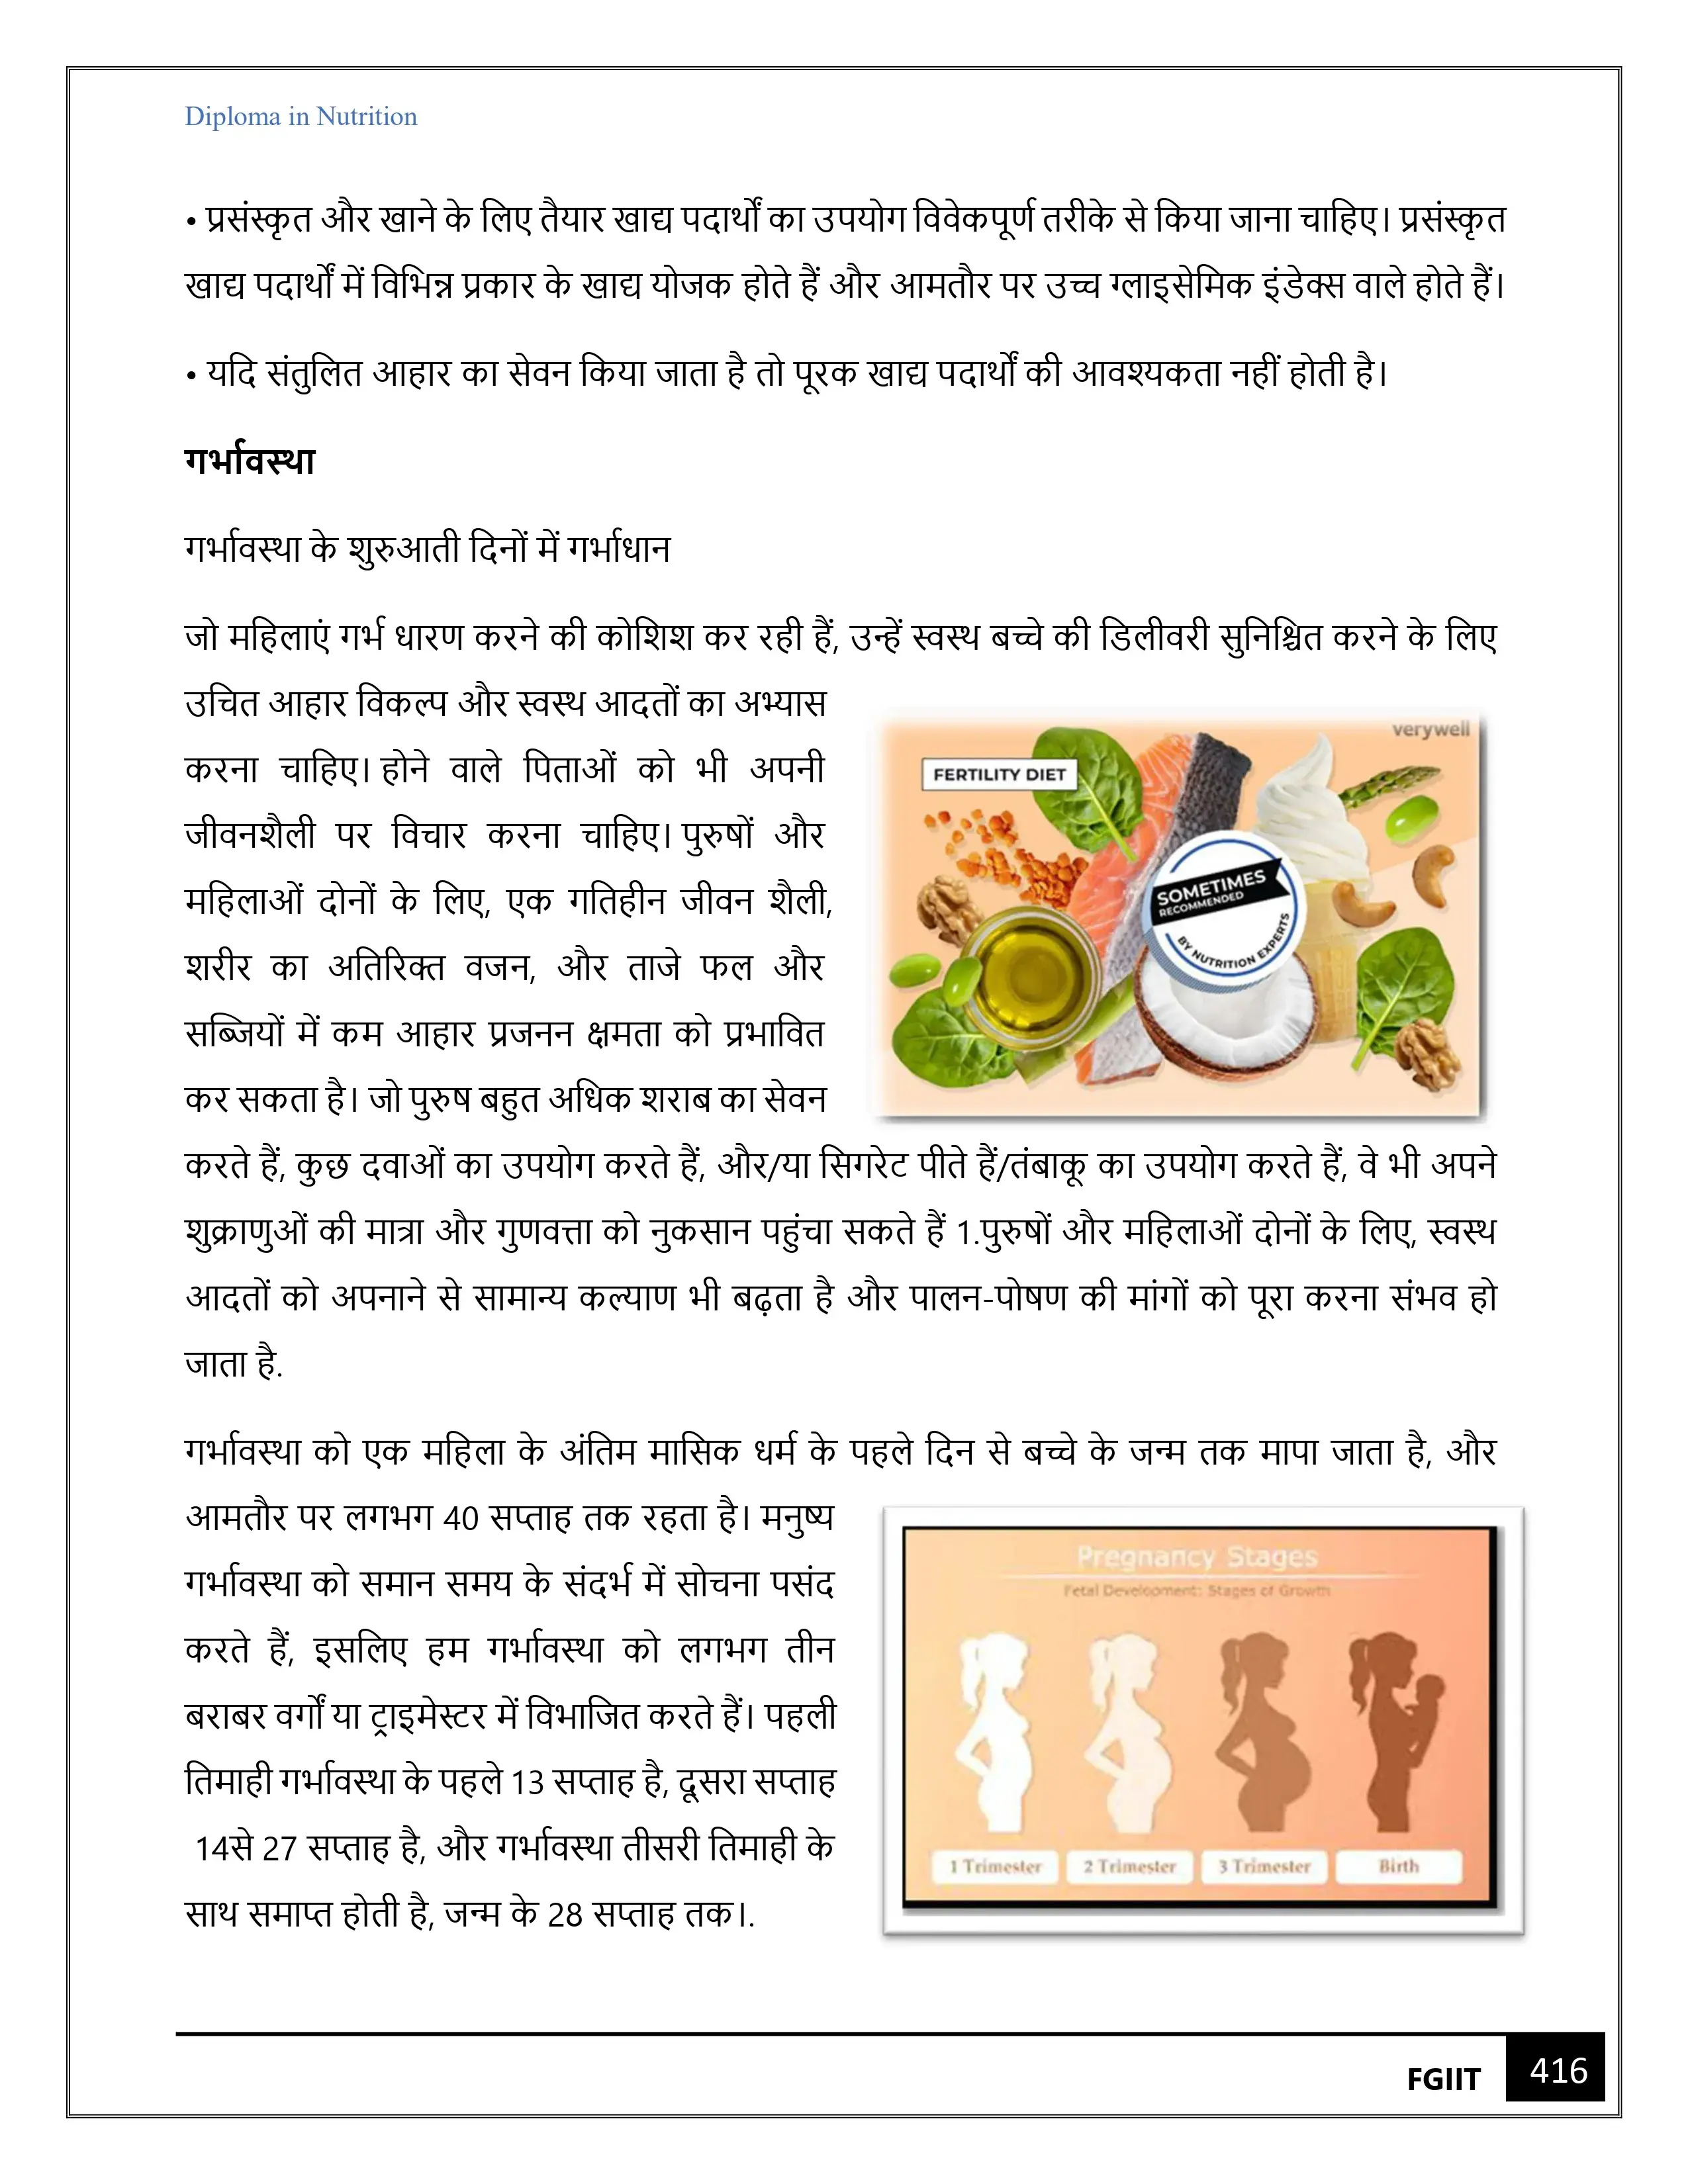 Diploma in Nutrition
• प्रसंस्कृत और खाने के लिए तैयार खाद्य पदार्थों का उपयोग विवेकपूर्ण तरीके से किया जाना चाहिए। प्रसंस्कृत
खाद्य पदार्थों में विभिन्न प्रकार के खाद्य योजक होते हैं और आमतौर पर उच्च ग्लाइसेमिक इंडेक्स वाले होते हैं।
• यदि संतुलित आहार का सेवन किया जाता है तो पूरक खाद्य पदार्थों की आवश्यकता नहीं होती है।
गर्भावस्था
गर्भावस्था के शुरुआती दिनों में गर्भाधान
जो महिलाएं गर्भ धारण करने की कोशिश कर रही हैं, उन्हें स्वस्थ बच्चे की डिलीवरी सुनिश्चित करने के लिए
उचित आहार विकल्प और स्वस्थ आदतों का अभ्यास
करना चाहिए। होने वाले पिताओं को भी अपनी
जीवनशैली पर विचार करना चाहिए। पुरुषों और
महिलाओं दोनों के लिए, एक गतिहीन जीवन शैली,
शरीर का अतिरिक्त वजन, और ताजे फल और
सब्जियों में कम आहार प्रजनन क्षमता को प्रभावित
कर सकता है। जो पुरुष बहुत अधिक शराब का सेवन
verywell
FERTILITY DIET
SOMETIMES
RECOMMENDED
BY NUTRITION EXPERTS
करते हैं, कुछ दवाओं का उपयोग करते हैं, और/या सिगरेट पीते हैं/तंबाकू का उपयोग करते हैं, वे भी अपने
शुक्राणुओं की मात्रा और गुणवत्ता को नुकसान पहुंचा सकते हैं 1.पुरुषों और महिलाओं दोनों के लिए, स्वस्थ
आदतों को अपनाने से सामान्य कल्याण भी बढ़ता है और पालन-पोषण की मांगों को पूरा करना संभव हो
जाता है.
गर्भावस्था को एक महिला के अंतिम मासिक धर्म के पहले दिन से बच्चे के जन्म तक मापा जाता है, और
आमतौर पर लगभग 40 सप्ताह तक रहता है। मनुष्य
गर्भावस्था को समान समय के संदर्भ में सोचना पसंद
करते हैं, इसलिए हम गर्भावस्था को लगभग तीन
बराबर वर्गों या ट्राइमेस्टर में विभाजित करते हैं। पहली
तिमाही गर्भावस्था के पहले 13 सप्ताह है, दूसरा सप्ताह
14से 27 सप्ताह है, और गर्भावस्था तीसरी तिमाही के
साथ समाप्त होती है, जन्म के 28 सप्ताह तक।.
Pregnancy Stages
Fetal Development: Stages of Growth
1 Trimester
2 Trimester
3 Trimester
Birth
FGIIT
416